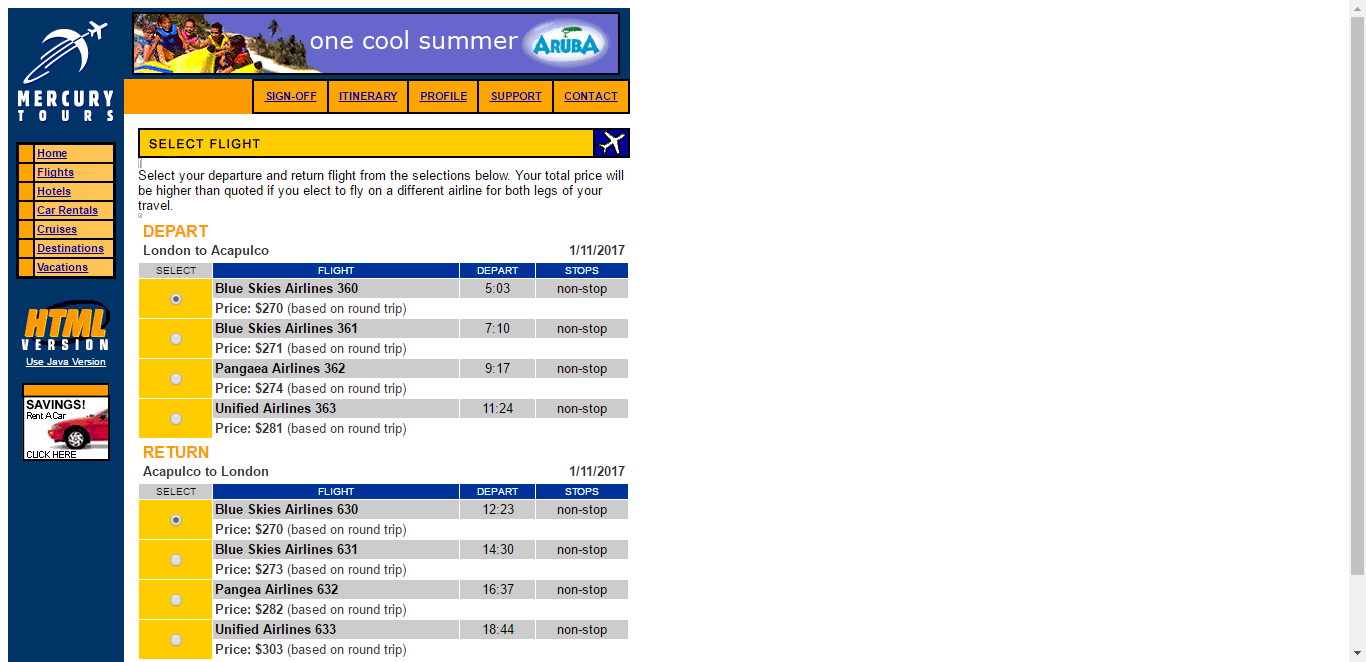 one cool summer ARUBA
MERCURY
TOURS
SIGN-OFF ITINERARY PROFILE SUPPORT CONTACT
Home
Flights
Hotels
Car Rentals
Cruises
Destinations
Vacations
HTML
VERSION
Use Java Version
SAVINGS!
Rent A Car
CLICK HERE
SELECT FLIGHT
Select your departure and return flight from the selections below. Your total price will
be higher than quoted if you elect to fly on a different airline for both legs of your
travel.
DEPART
London to Acapulco 1/11/2017
SELECT FLIGHT DEPART STOPS
Blue Skies Airlines 360 5:03 non-stop
Price: $270 (based on round trip)
Blue Skies Airlines 361 7:10 non-stop
Price: $271 (based on round trip)
Pangaea Airlines 362 9:17 non-stop
Price: $274 (based on round trip)
Unified Airlines 363 11:24 non-stop
Price: $281 (based on round trip)
RETURN
Acapulco to London 1/11/2017
SELECT FLIGHT DEPART STOPS
Blue Skies Airlines 630 12:23 non-stop
Price: $270 (based on round trip)
Blue Skies Airlines 631 14:30 non-stop
Price: $273 (based on round trip)
Pangea Airlines 632 16:37 non-stop
Price: $282 (based on round trip)
Unified Airlines 633 18:44 non-stop
Price: $303 (based on round trip)